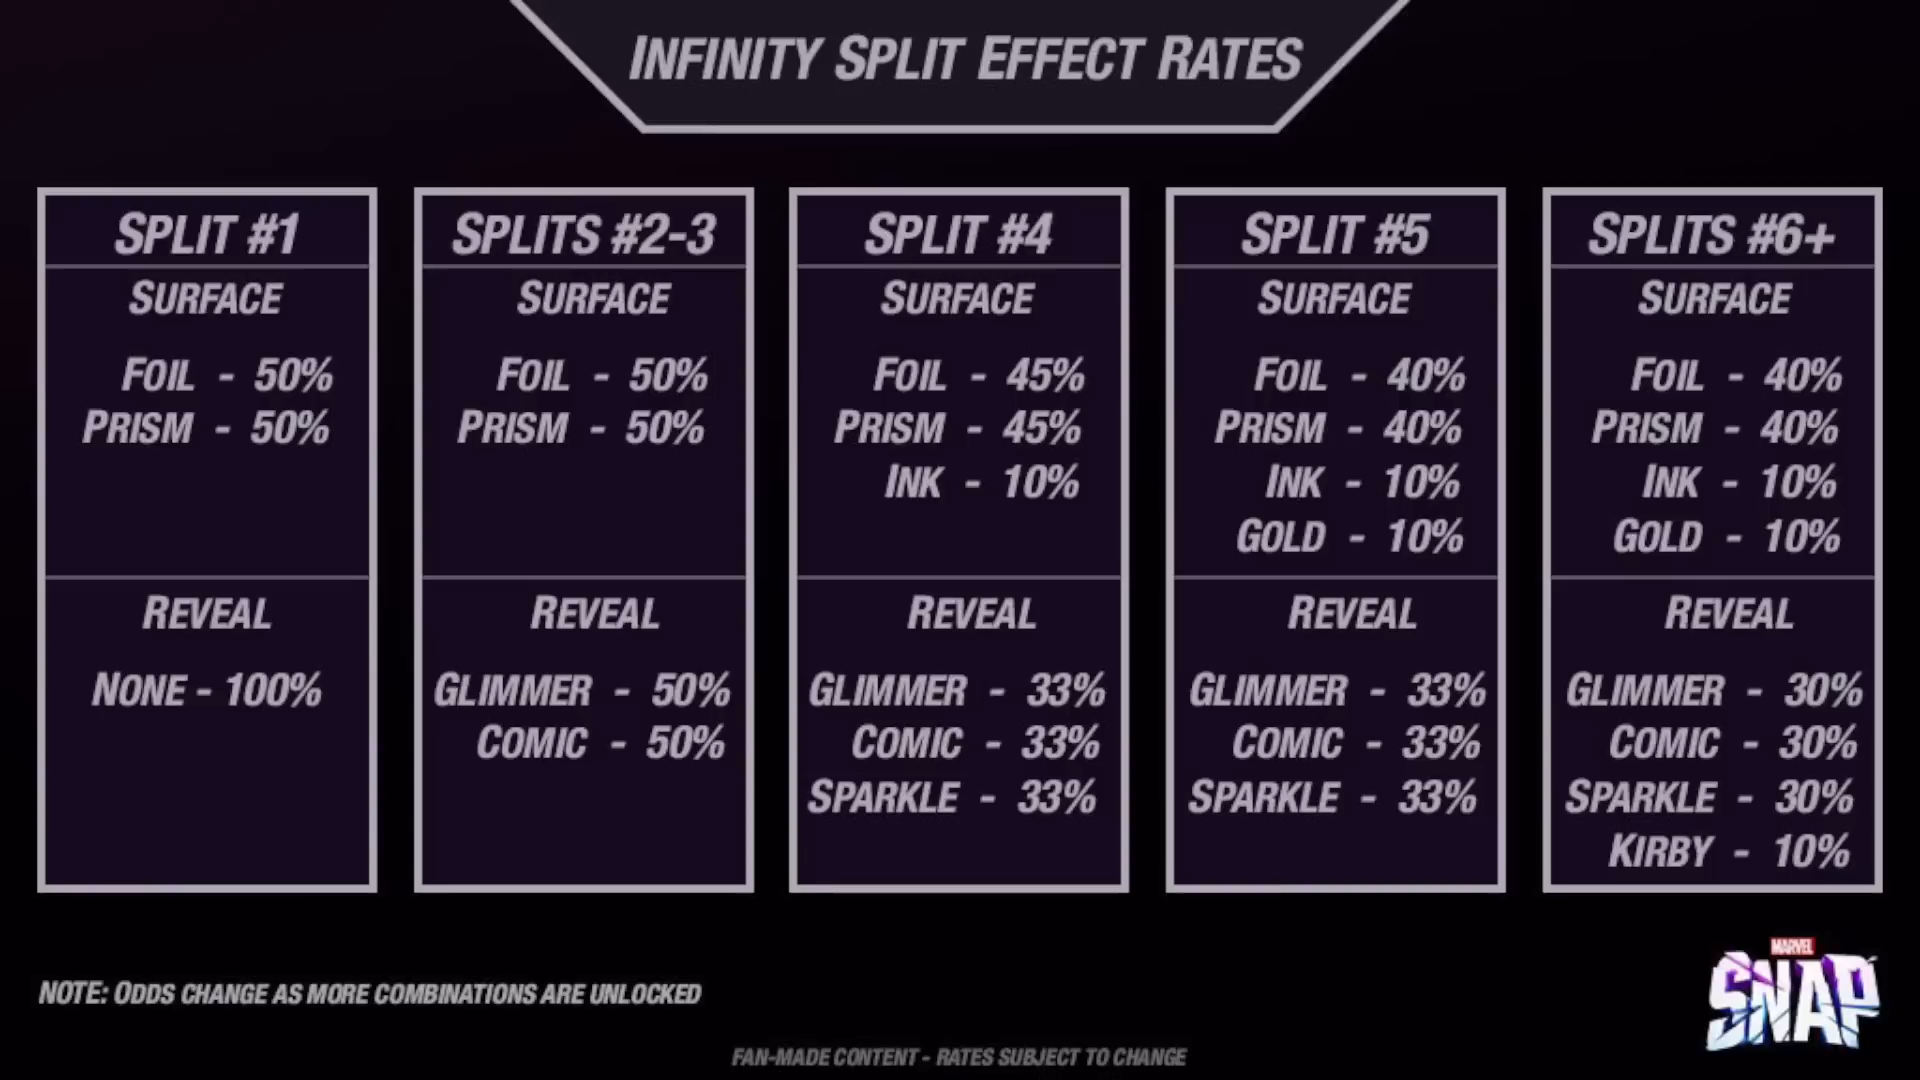 INFINITY SPLIT EFFECT RATES
SPLIT #1
SURFACE
FOIL - 50%
PRISM - 50%
REVEAL
NONE - 100%
SPLITS #2-3
SURFACE
FOIL - 50%
PRISM - 50%
REVEAL
GLIMMER - 50%
COMIC - 50%
SPLIT #4
SURFACE
FOIL - 45%
PRISM - 45%
INK - 10%
REVEAL
GLIMMER - 33%
COMIC - 33%
SPARKLE - 33%
SPLIT #5
SURFACE
FOIL - 40%
PRISM - 40%
INK - 10%
GOLD - 10%
REVEAL
GLIMMER - 33%
COMIC - 33%
SPARKLE - 33%
SPLITS #6+
SURFACE
FOIL - 40%
PRISM - 40%
INK - 10%
GOLD - 10%
REVEAL
GLIMMER - 30%
COMIC - 30%
SPARKLE - 30%
KIRBY - 10%
NOTE: ODDS CHANGE AS MORE COMBINATIONS ARE UNLOCKED
MARVEL
SNAP
FAN-MADE CONTENT - RATES SUBJECT TO CHANGE